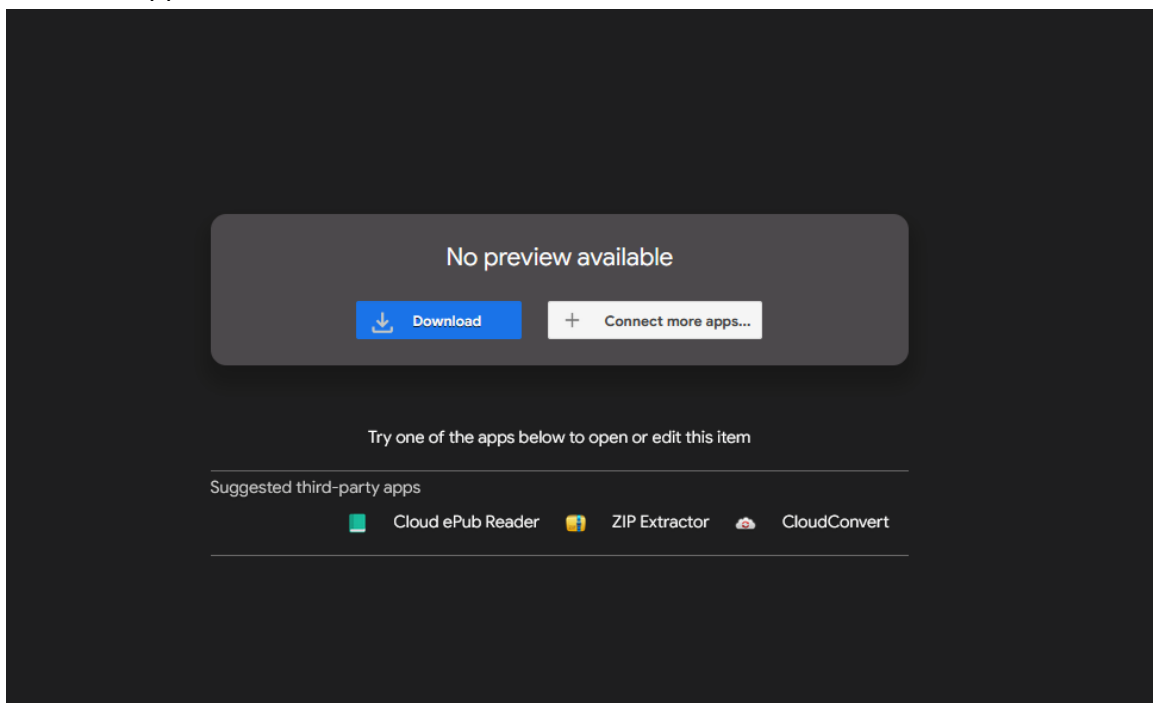 No preview available
Download
Connect more apps...
Try one of the apps below to open or edit this item
Suggested third-party apps
Cloud ePub Reader ZIP Extractor CloudConvert